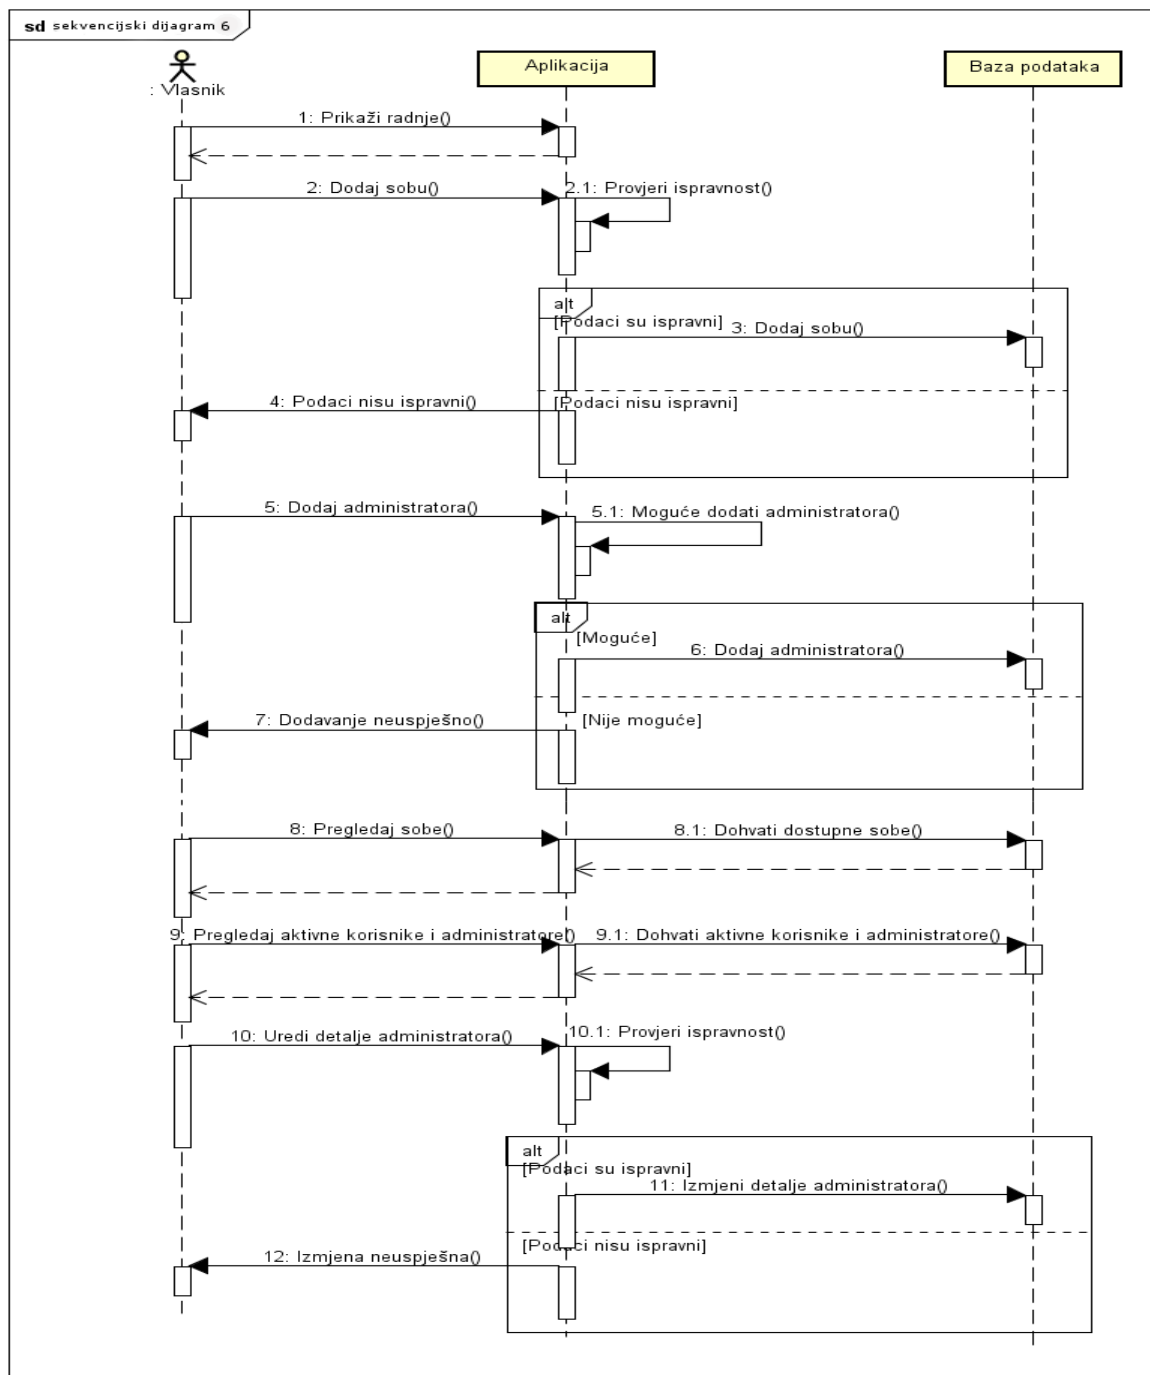 sd sekvencijski dijagram 6
: Vlasnik
Aplikacija
Baza podataka
1: Prikaži radnje()
2: Dodaj sobu()
2.1: Provjeri ispravnost()
alt
[Podaci su ispravni]
3: Dodaj sobu()
4: Podaci nisu ispravni()
[Podaci nisu ispravni]
5: Dodaj administratora()
5.1: Moguće dodati administratora()
alt
[Moguće]
6: Dodaj administratora()
7: Dodavanje neuspješno()
[Nije moguće]
8: Pregledaj sobe()
8.1: Dohvati dostupne sobe()
9: Pregledaj aktivne korisnike i administratore()
9.1: Dohvati aktivne korisnike i administratore()
10: Uredi detalje administratora()
10.1: Provjeri ispravnost()
alt
[Podaci su ispravni]
11: Izmjeni detalje administratora()
[Podaci nisu ispravni]
12: Izmjena neuspješna()